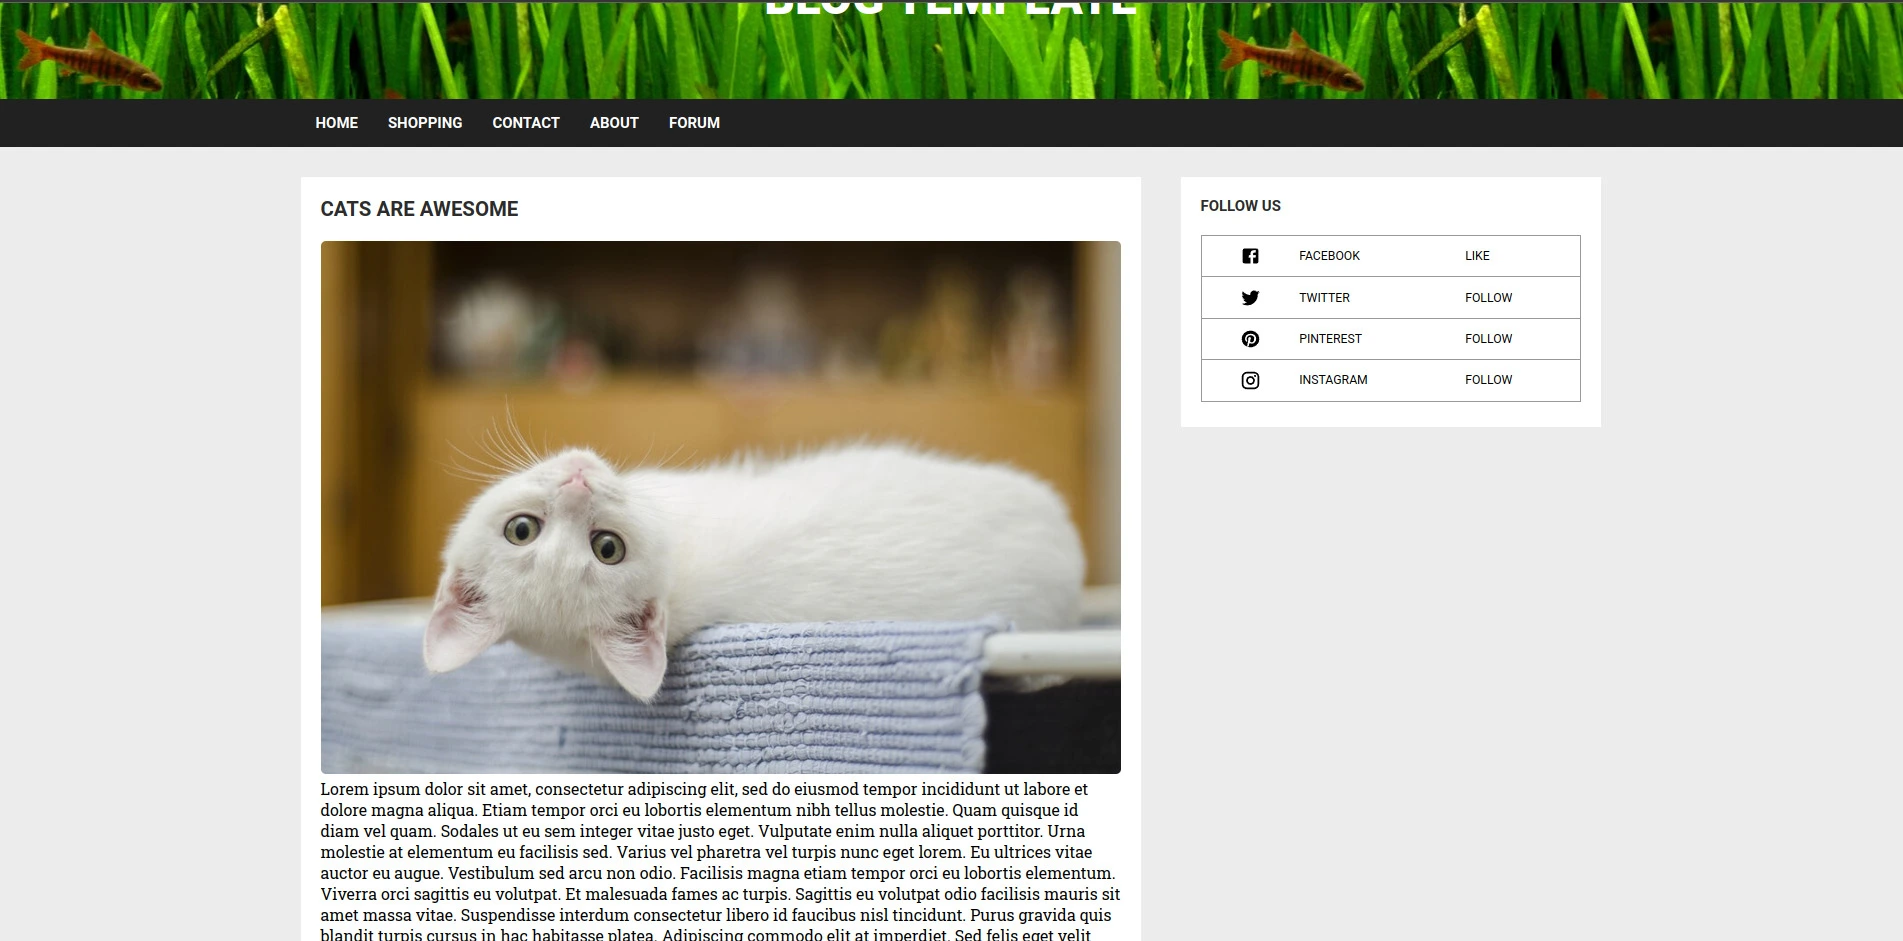 BLOG TEMPLATE
HOME SHOPPING CONTACT ABOUT FORUM
CATS ARE AWESOME
Lorem ipsum dolor sit amet, consectetur adipiscing elit, sed do eiusmod tempor incididunt ut labore et
dolore magna aliqua. Etiam tempor orci eu lobortis elementum nibh tellus molestie. Quam quisque id
diam vel quam. Sodales ut eu sem integer vitae justo eget. Vulputate enim nulla aliquet porttitor. Urna
molestie at elementum eu facilisis sed. Varius vel pharetra vel turpis nunc eget lorem. Eu ultrices vitae
auctor eu augue. Vestibulum sed arcu non odio. Facilisis magna etiam tempor orci eu lobortis elementum.
Viverra orci sagittis eu volutpat. Et malesuada fames ac turpis. Sagittis eu volutpat odio facilisis mauris sit
amet massa vitae. Suspendisse interdum consectetur libero id faucibus nisl tincidunt. Purus gravida quis
blandit turpis cursus in hac habitasse platea. Adipiscing commodo elit at imperdiet. Sed felis eget velit
FOLLOW US
FACEBOOK LIKE
TWITTER FOLLOW
PINTEREST FOLLOW
INSTAGRAM FOLLOW